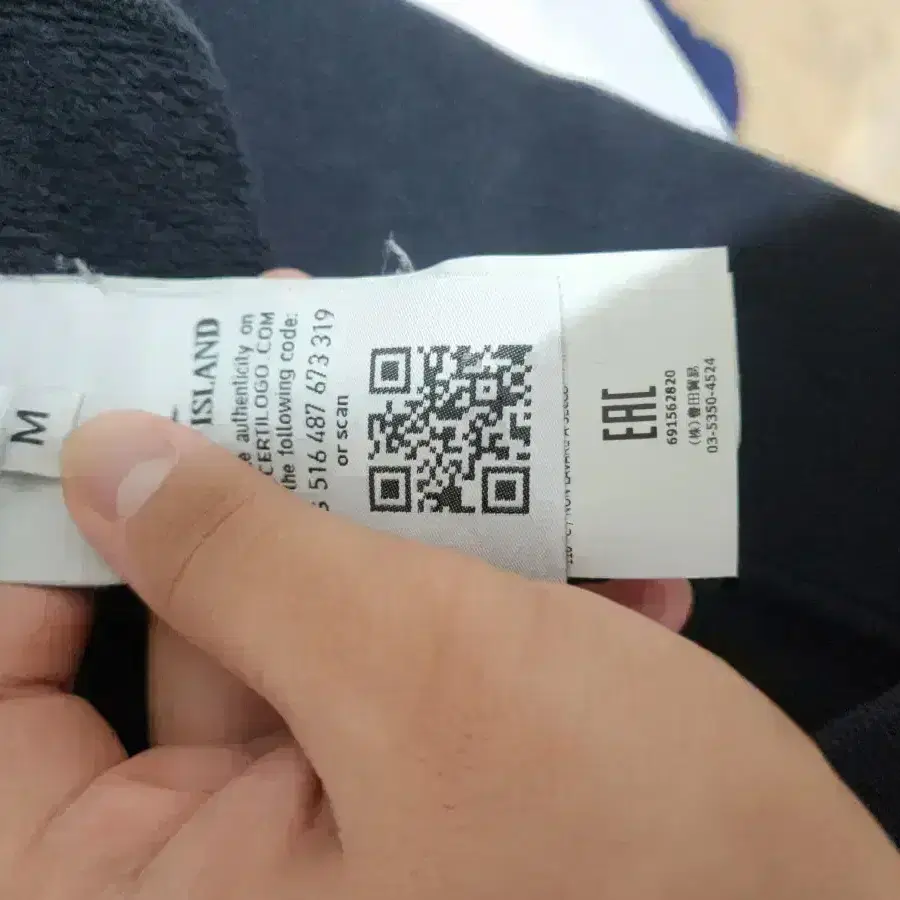 M
ISLAND
authenticity on
CERTILOGO.COM
the following code:
516 487 673 319
or scan
EAC
691562820
(株)豊田貿易
03-5350-4524